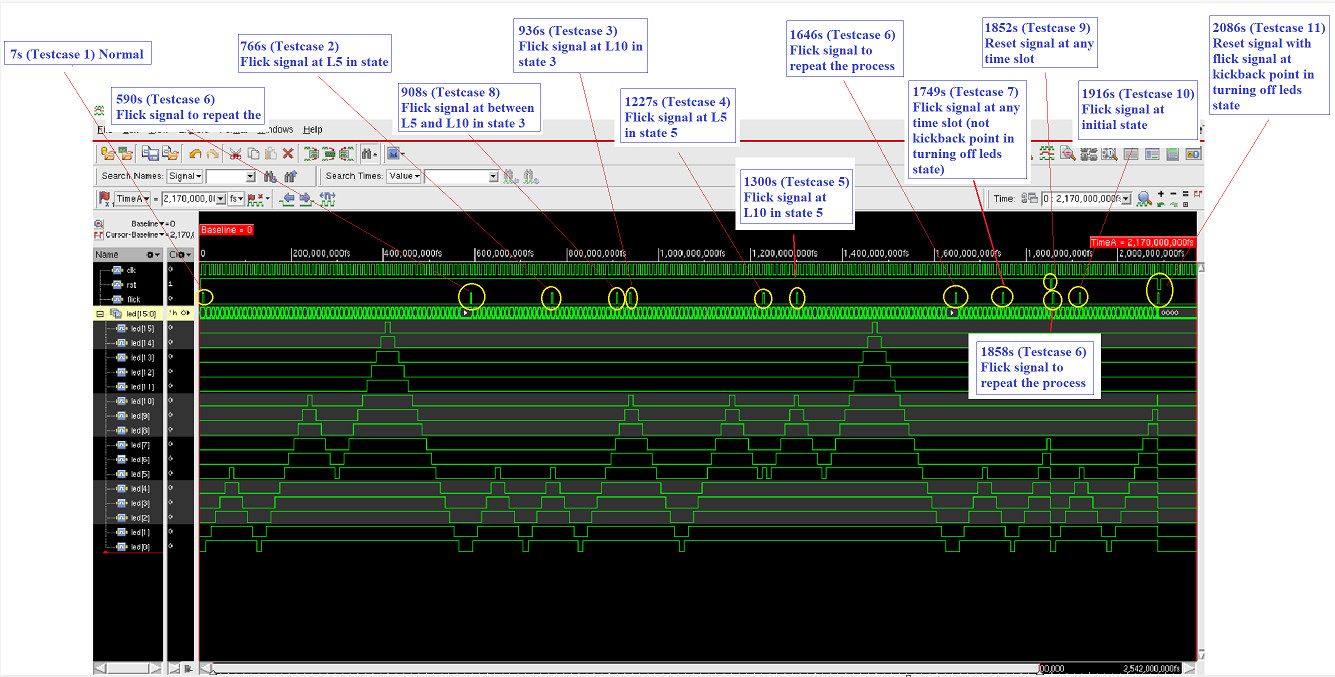 7s (Testcase 1) Normal
590s (Testcase 6)
Flick signal to repeat the
766s (Testcase 2)
Flick signal at L5 in state
908s (Testcase 8)
Flick signal at between
L5 and L10 in state 3
936s (Testcase 3)
Flick signal at L10 in
state 3
1227s (Testcase 4)
Flick signal at L5
in state 5
1300s (Testcase 5)
Flick signal at
L10 in state 5
1646s (Testcase 6)
Flick signal to
repeat the process
1749s (Testcase 7)
Flick signal at any
time slot (not
kickback point in
turning off leds
state)
1852s (Testcase 9)
Reset signal at any
time slot
1916s (Testcase 10)
Flick signal at
initial state
2086s (Testcase 11)
Reset signal with
flick signal at
kickback point in
turning off leds
state
Help
Search Names: Signal
Search Times: Value
TimeA = 2,170,000,0
fs
Time: 0 : 2,170,000,000fs
Baseline = 0
Cursor-Baseline = 2,170,
Baseline = 0
TimeA = 2,170,000,000fs
Name
0
200,000,000fs
400,000,000fs
600,000,000fs
800,000,000fs
1,000,000,000fs
1,200,000,000fs
1,400,000,000fs
1,600,000,000fs
1,800,000,000fs
2,000,000,000fs
clk
rst
flick
led[15:0]
'h
0000
led[15]
led[14]
led[13]
led[12]
led[11]
led[10]
led[9]
led[8]
led[7]
led[6]
led[5]
led[4]
led[3]
led[2]
led[1]
led[0]
1858s (Testcase 6)
Flick signal to
repeat the process
2,542,000,000fs